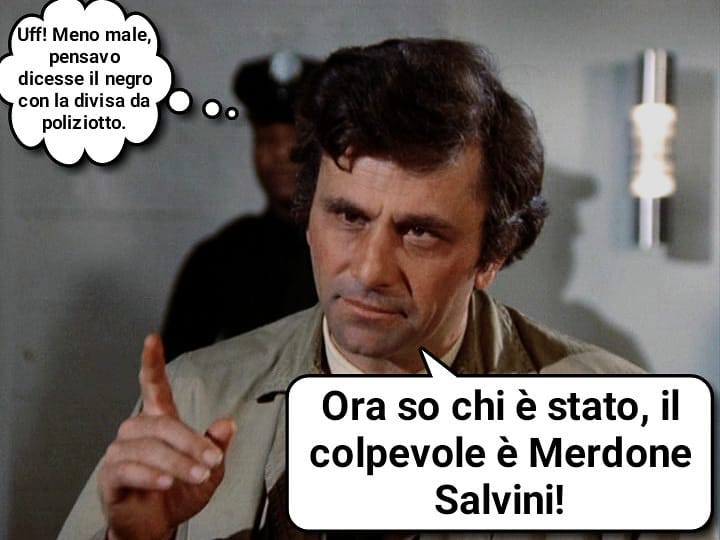 Uff! Meno male,
pensavo
dicesse il negro
con la divisa da
poliziotto.
Ora so chi è stato, il
colpevole è Merdone
Salvini!